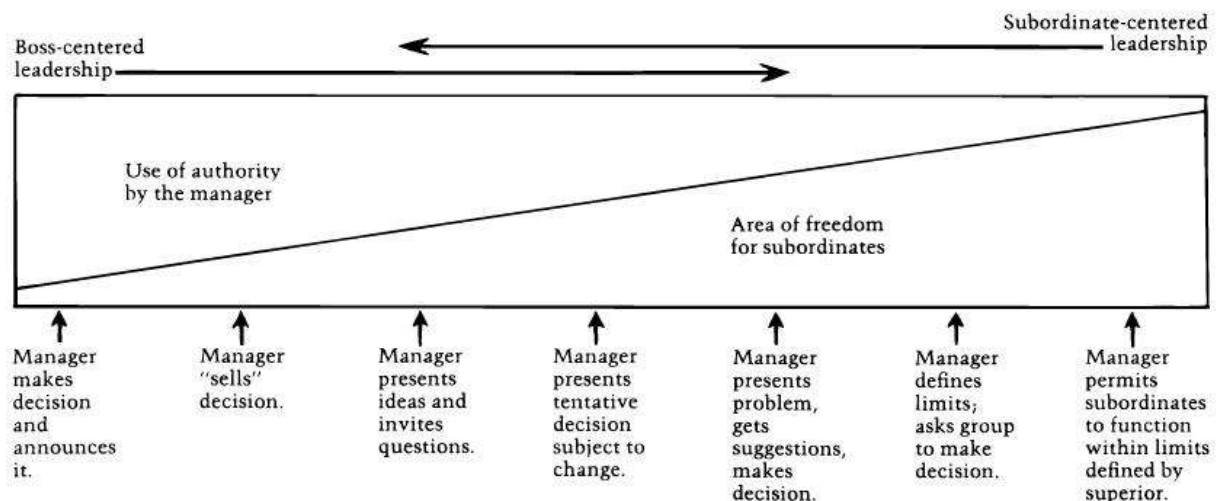 Boss-centered
leadership
Subordinate-centered
leadership
Use of authority
by the manager
Area of freedom
for subordinates
Manager
makes
decision
and
announces
it.
Manager
“sells”
decision.
Manager
presents
ideas and
invites
questions.
Manager
presents
tentative
decision
subject to
change.
Manager
presents
problem,
gets
suggestions,
makes
decision.
Manager
defines
limits;
asks group
to make
decision.
Manager
permits
subordinates
to function
within limits
defined by
superior.